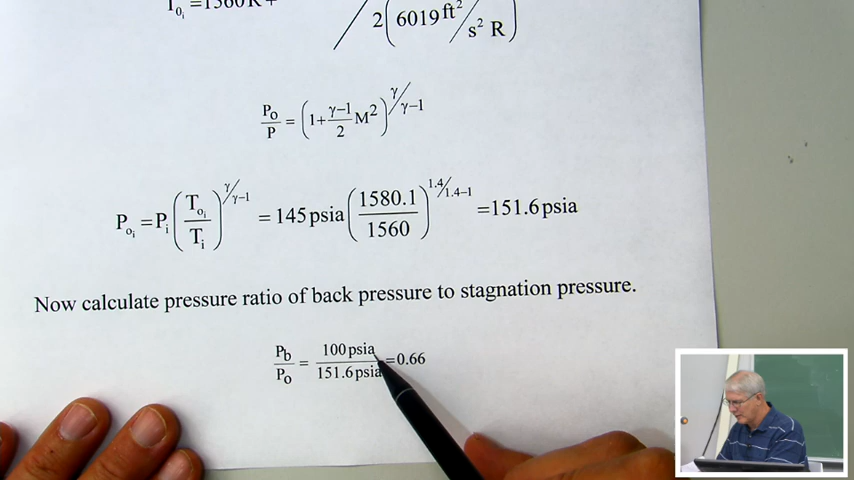 T₀ᵢ =1560 R +
2(6019 ft²/s² R)
P₀/P = (1+ γ−1/2 M²)^γ/γ−1
P₀ᵢ =Pᵢ (T₀ᵢ/Tᵢ)^γ/γ−1 = 145 psia (1580.1/1560)^1.4/1.4−1 =151.6 psia
Now calculate pressure ratio of back pressure to stagnation pressure.
P_b/P₀ = 100 psia/151.6 psia =0.66